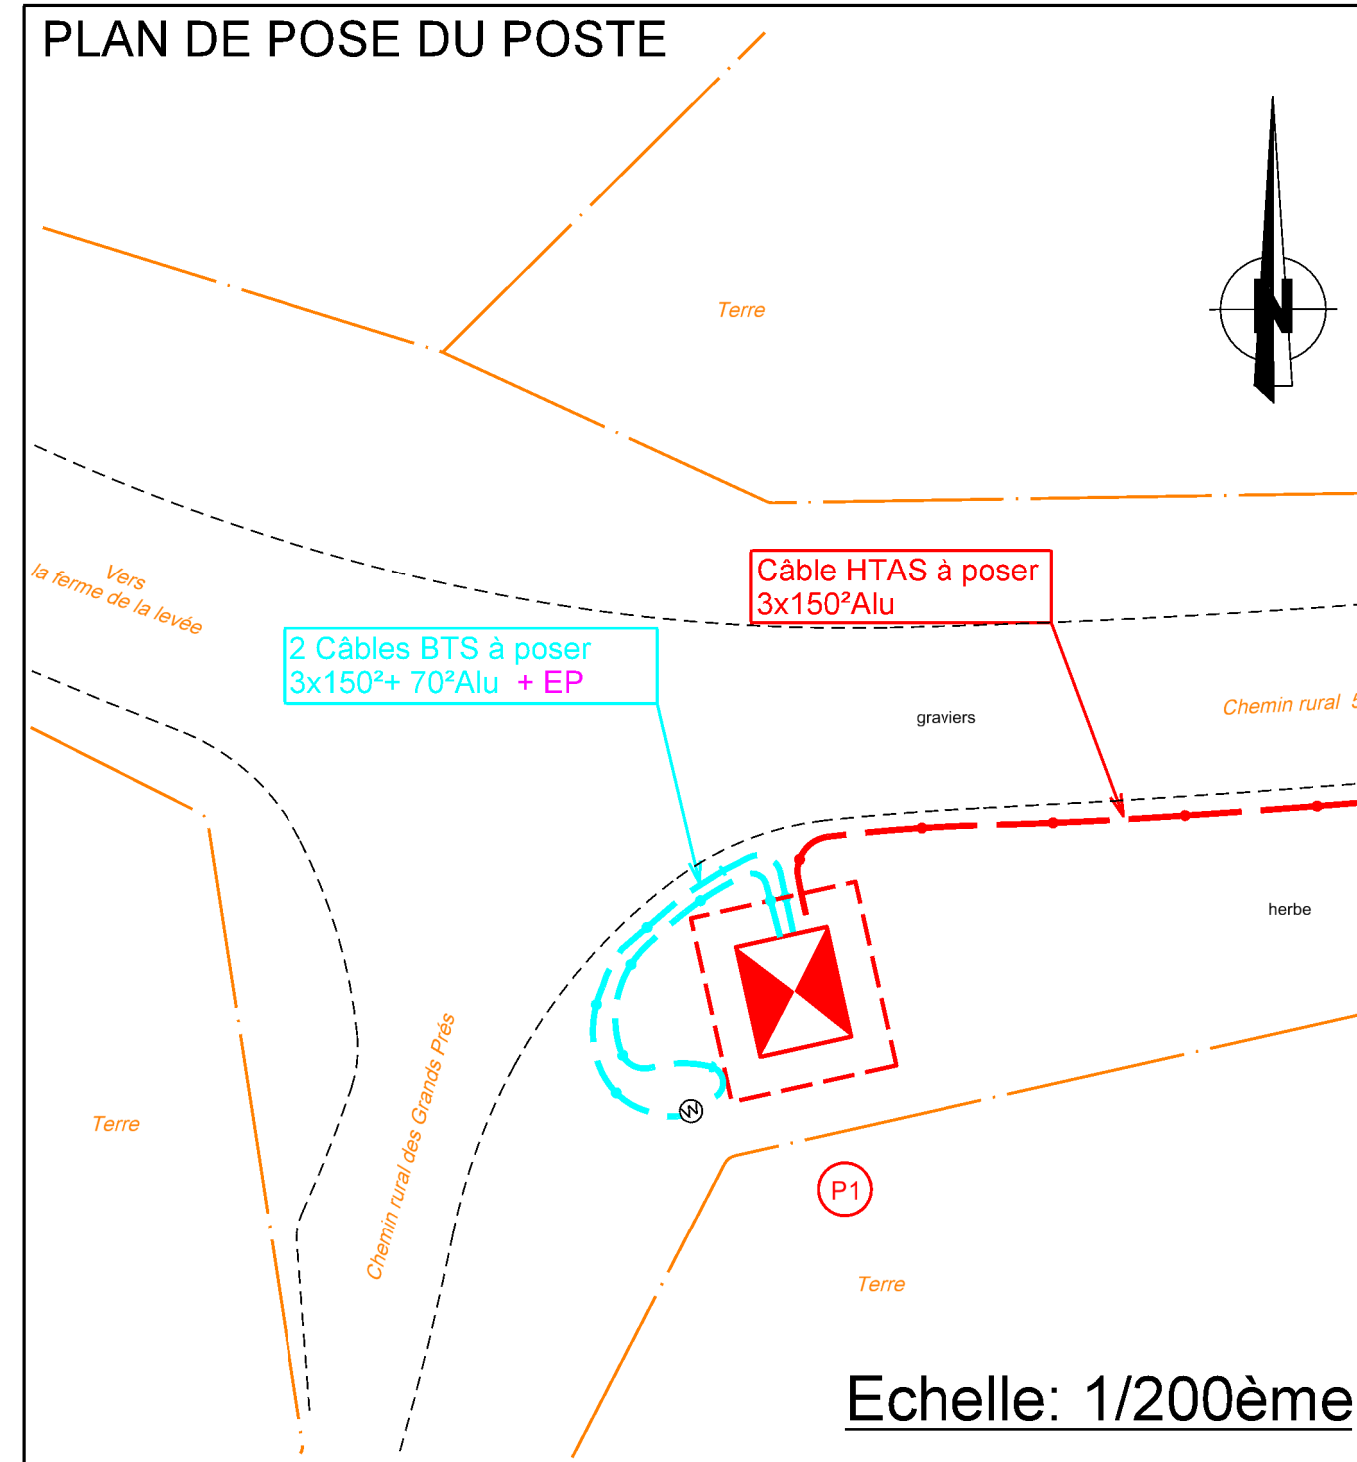 PLAN DE POSE DU POSTE
Terre
N
Câble HTAS à poser
3x150²Alu
Vers
la ferme de la levée
2 Câbles BTS à poser
3x150²+ 70²Alu + EP
Chemin rural 5
graviers
herbe
Chemin rural des Grands Prés
Terre
P1
Terre
Echelle: 1/200ème